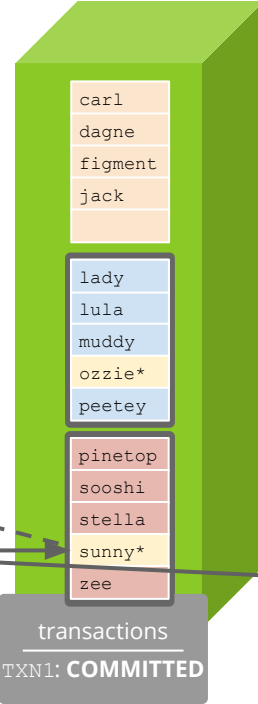 carl
dagne
figment
jack
lady
lula
muddy
ozzie*
peetey
pinetop
sooshi
stella
sunny*
zee
transactions
TXN1: COMMITTED